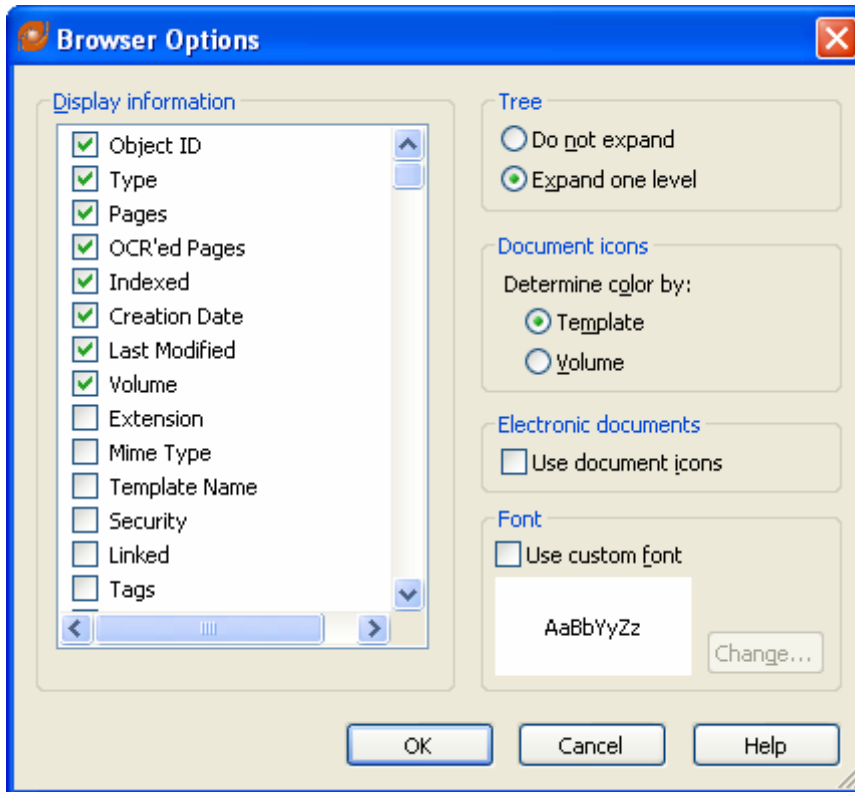 Browser Options
Display information
Object ID
Type
Pages
OCR'ed Pages
Indexed
Creation Date
Last Modified
Volume
Extension
Mime Type
Template Name
Security
Linked
Tags
Tree
Do not expand
Expand one level
Document icons
Determine color by:
Template
Volume
Electronic documents
Use document icons
Font
Use custom font
AaBbYyZz
Change...
OK
Cancel
Help